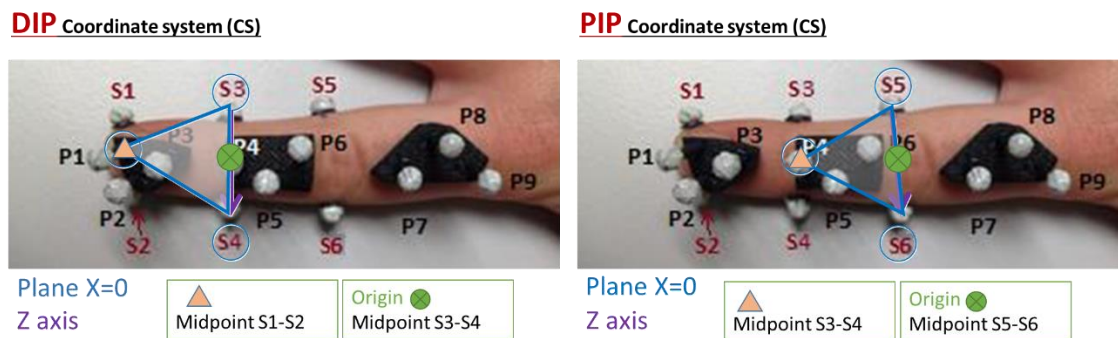 DIP Coordinate system (CS)
S1
S3
S5
P3
P4
P6
P8
P1
P9
P2
S2
S4
P5
S6
P7
Plane X=0
Z axis
Midpoint S1-S2
Origin
Midpoint S3-S4
PIP Coordinate system (CS)
S1
S3
S5
P3
P4
P6
P8
P1
P9
P2
S2
S4
P5
S6
P7
Plane X=0
Z axis
Midpoint S3-S4
Origin
Midpoint S5-S6